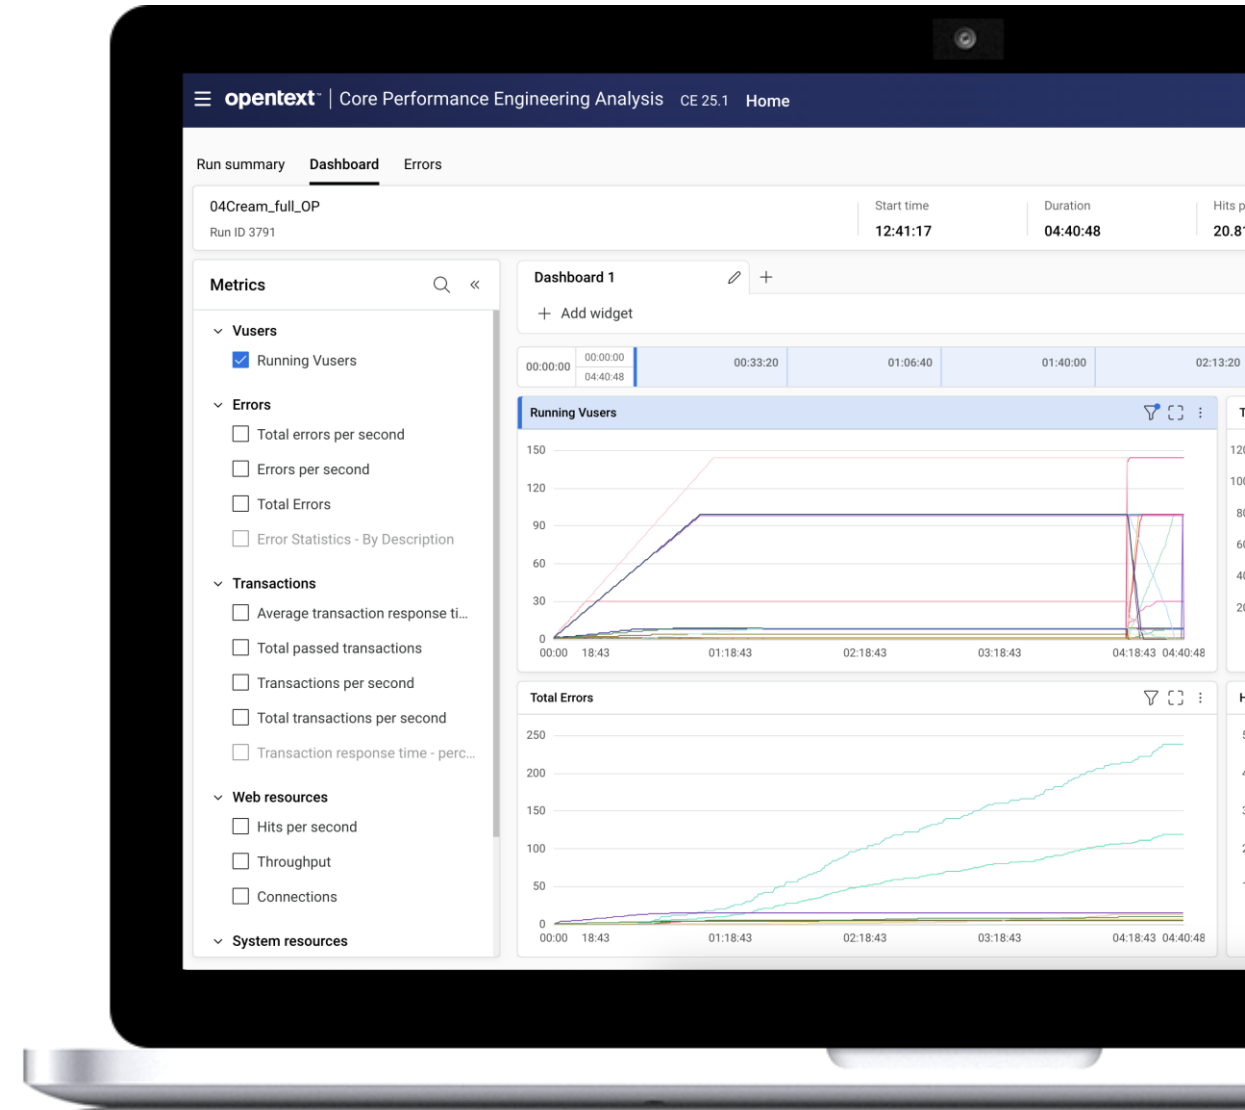 opentext™ | Core Performance Engineering Analysis CE 25.1 Home
Run summary Dashboard Errors
04Cream_full_OP
Run ID 3791
Start time
12:41:17
Duration
04:40:48
Hits p
20.81
Metrics
Vusers
Running Vusers
Errors
Total errors per second
Errors per second
Total Errors
Error Statistics - By Description
Transactions
Average transaction response ti...
Total passed transactions
Transactions per second
Total transactions per second
Transaction response time - perc...
Web resources
Hits per second
Throughput
Connections
System resources
Dashboard 1
+ Add widget
00:00:00
00:00:00
04:40:48
00:33:20 01:06:40 01:40:00 02:13:20
Running Vusers
150
120
90
60
30
0
00:00 18:43 01:18:43 02:18:43 03:18:43 04:18:43 04:40:48
Total Errors
250
200
150
100
50
0
00:00 18:43 01:18:43 02:18:43 03:18:43 04:18:43 04:40:48